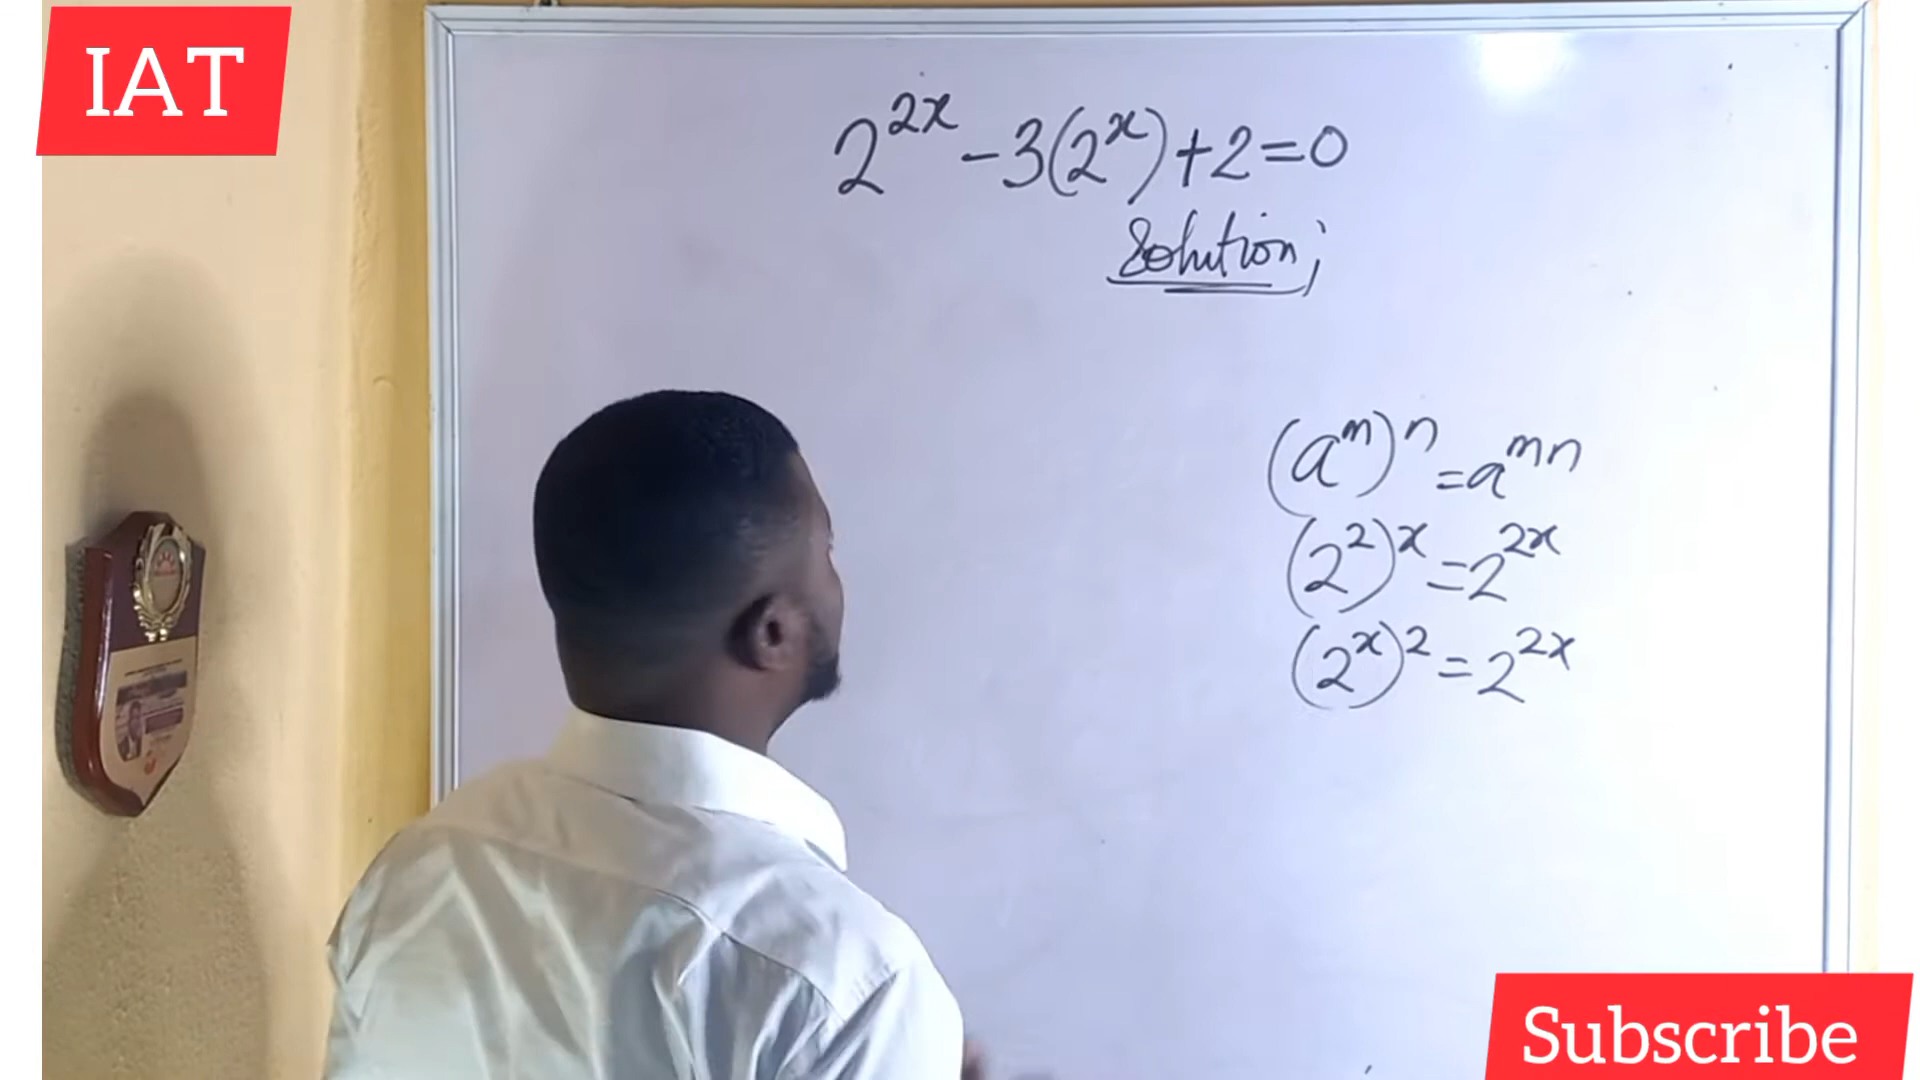 IAT
2^{2x} - 3(2^x) + 2 = 0
Solution;
(a^m)^n = a^{mn}
(2^2)^x = 2^{2x}
(2^x)^2 = 2^{2x}
Subscribe